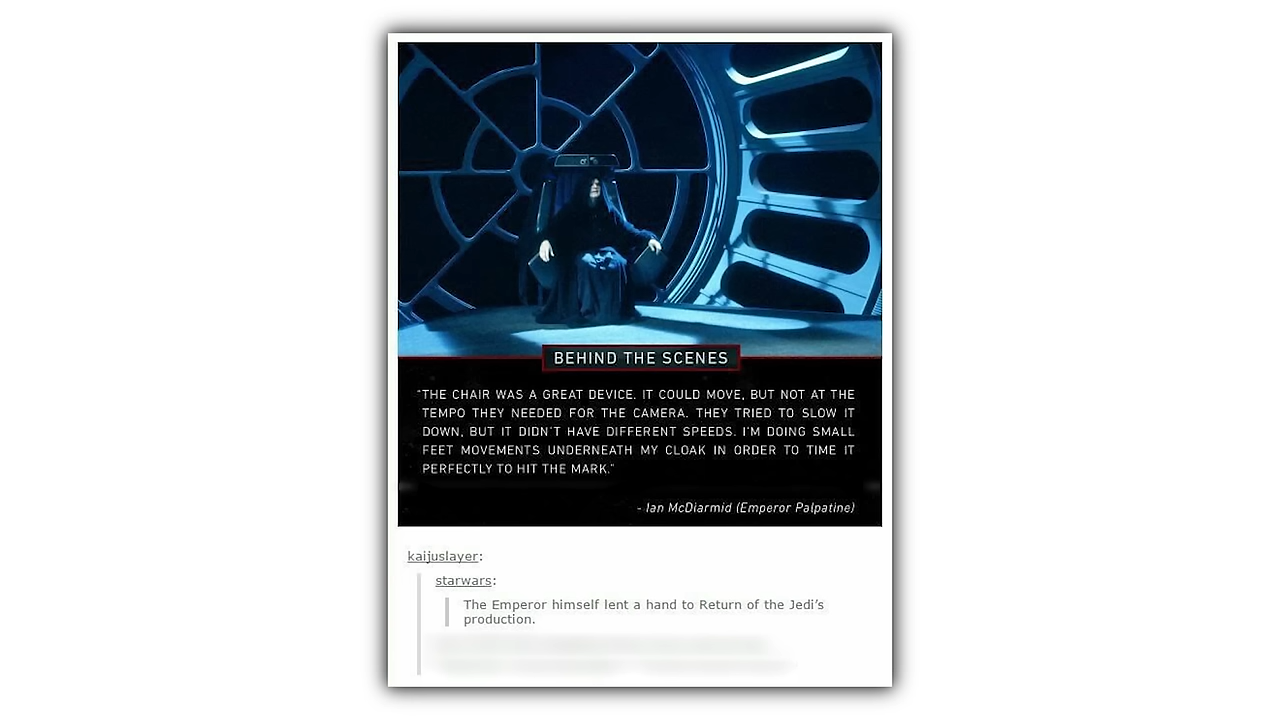 BEHIND THE SCENES
"THE CHAIR WAS A GREAT DEVICE. IT COULD MOVE, BUT NOT AT THE
TEMPO THEY NEEDED FOR THE CAMERA. THEY TRIED TO SLOW IT
DOWN, BUT IT DIDN'T HAVE DIFFERENT SPEEDS. I'M DOING SMALL
FEET MOVEMENTS UNDERNEATH MY CLOAK IN ORDER TO TIME IT
PERFECTLY TO HIT THE MARK."
- Ian McDiarmid (Emperor Palpatine)
kaijuslayer:
starwars:
The Emperor himself lent a hand to Return of the Jedi’s
production.